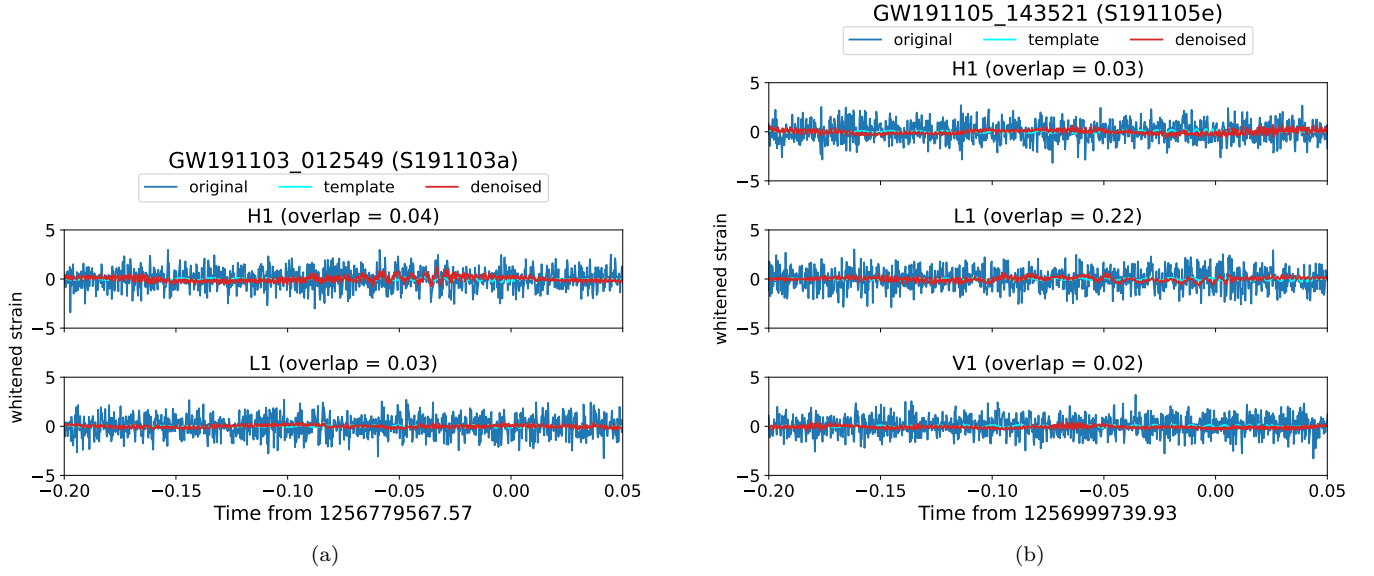 GW191103_012549 (S191103a)
original template denoised
H1 (overlap = 0.04)
5
0
−5
L1 (overlap = 0.03)
5
0
−5
whitened strain
−0.20 −0.15 −0.10 −0.05 0.00 0.05
Time from 1256779567.57
(a)
GW191105_143521 (S191105e)
original template denoised
H1 (overlap = 0.03)
5
0
−5
L1 (overlap = 0.22)
5
0
−5
whitened strain
V1 (overlap = 0.02)
5
0
−5
−0.20 −0.15 −0.10 −0.05 0.00 0.05
Time from 1256999739.93
(b)